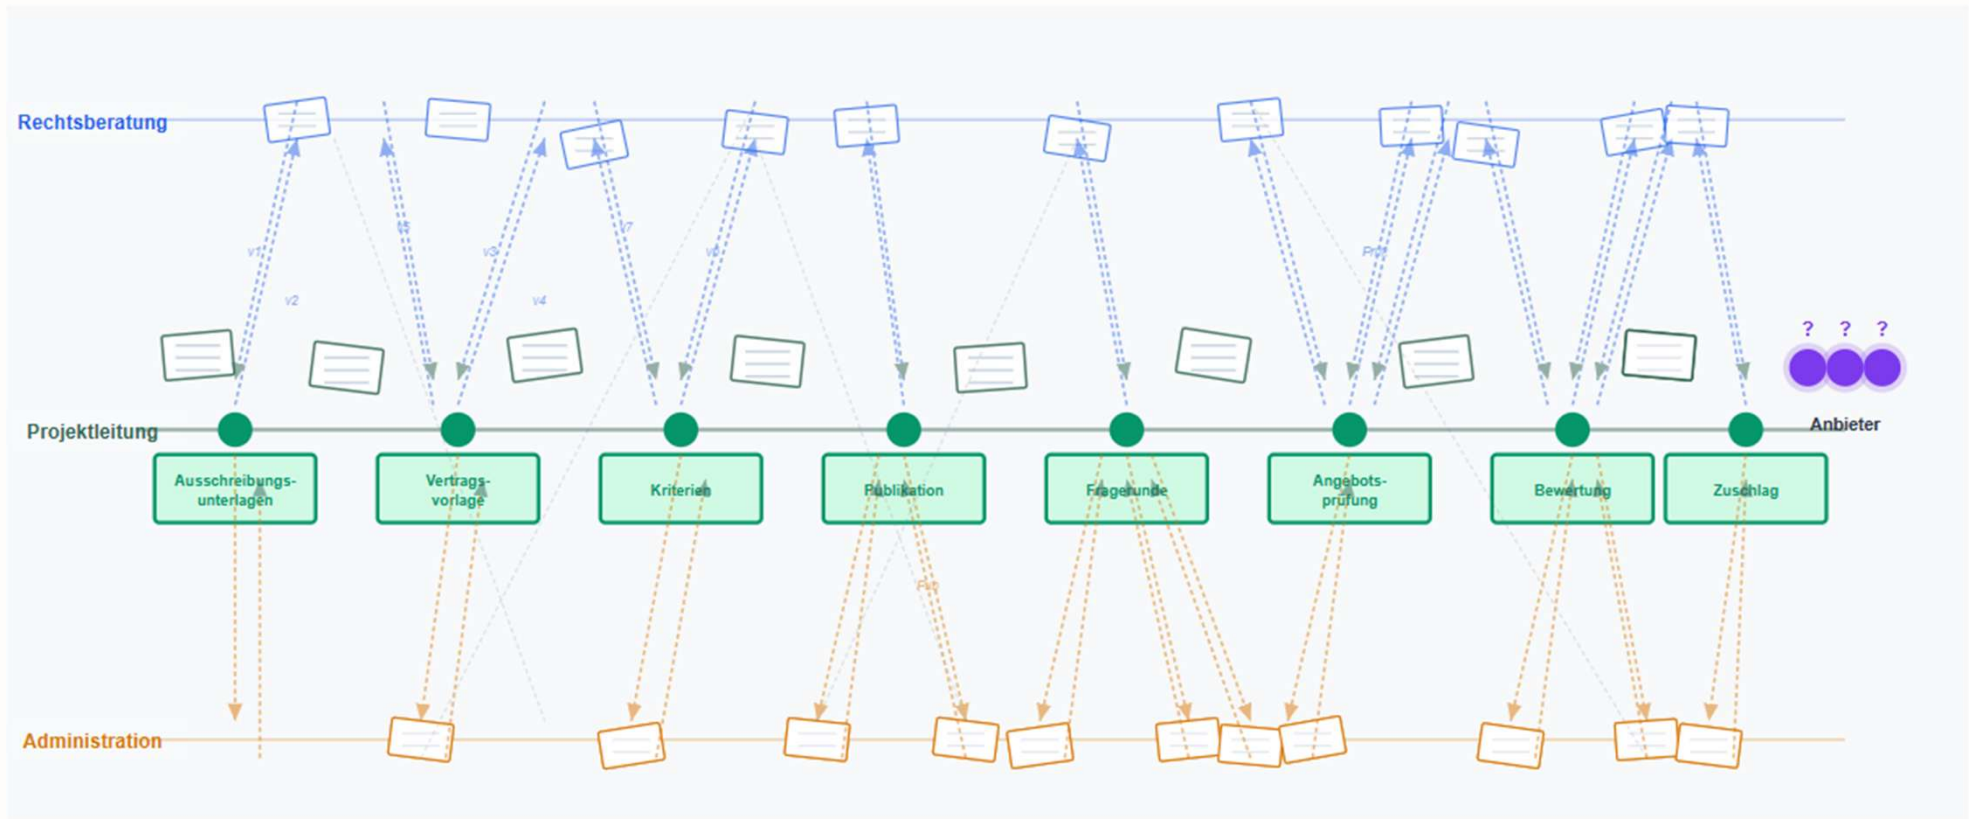 Rechtsberatung
v1
v3
v2
v4
? ? ?
Projektleitung
Anbieter
Ausschreibungs-
unterlagen
Vertrags-
vorlage
Kriterien
Publikation
Fragerunde
Angebots-
prüfung
Bewertung
Zuschlag
Administration